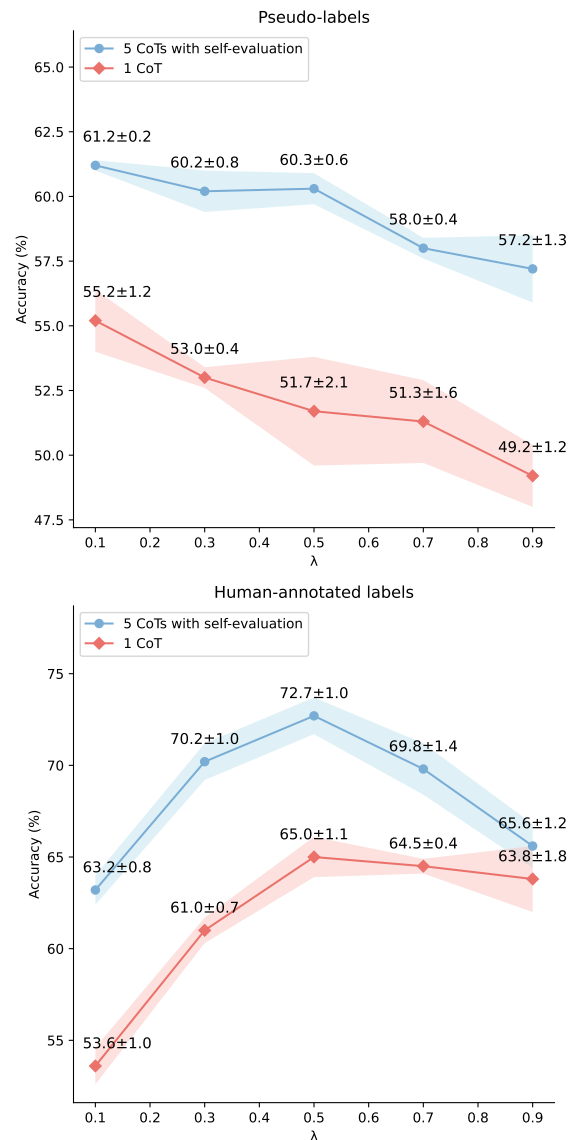 Pseudo-labels
5 CoTs with self-evaluation
1 CoT
Accuracy (%)
65.0
62.5
60.0
57.5
55.0
52.5
50.0
47.5
61.2±0.2
60.2±0.8
60.3±0.6
58.0±0.4
57.2±1.3
55.2±1.2
53.0±0.4
51.7±2.1
51.3±1.6
49.2±1.2
0.1 0.2 0.3 0.4 0.5 0.6 0.7 0.8 0.9
λ
Human-annotated labels
5 CoTs with self-evaluation
1 CoT
Accuracy (%)
75
70
65
60
55
63.2±0.8
70.2±1.0
72.7±1.0
69.8±1.4
65.6±1.2
53.6±1.0
61.0±0.7
65.0±1.1
64.5±0.4
63.8±1.8
0.1 0.2 0.3 0.4 0.5 0.6 0.7 0.8 0.9
λ